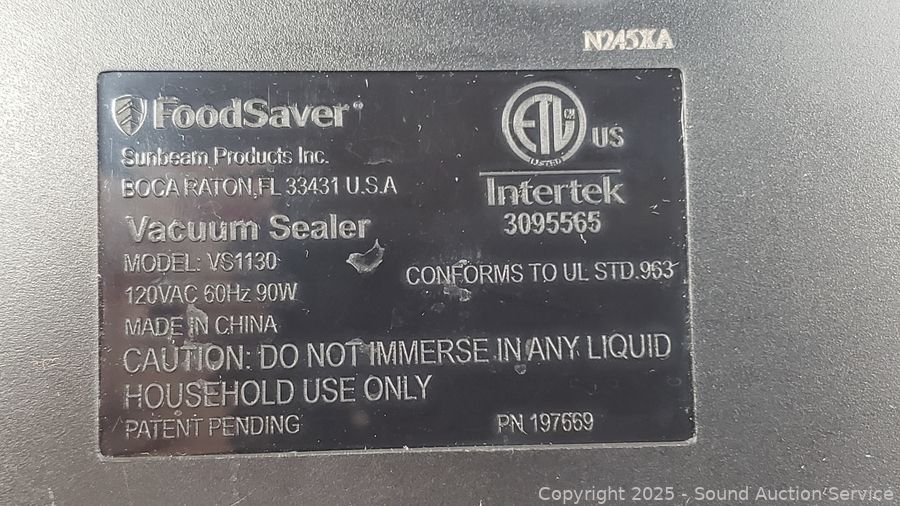 N245XA
FoodSaver
Sunbeam Products Inc.
BOCA RATON, FL 33431 U.S.A
Vacuum Sealer
MODEL: VS1130
120VAC 60Hz 90W
MADE IN CHINA
ETL
US
Intertek
3095565
CONFORMS TO UL STD.963
CAUTION: DO NOT IMMERSE IN ANY LIQUID
HOUSEHOLD USE ONLY
PATENT PENDING
PN 197669
Copyright 2025 - Sound Auction Service